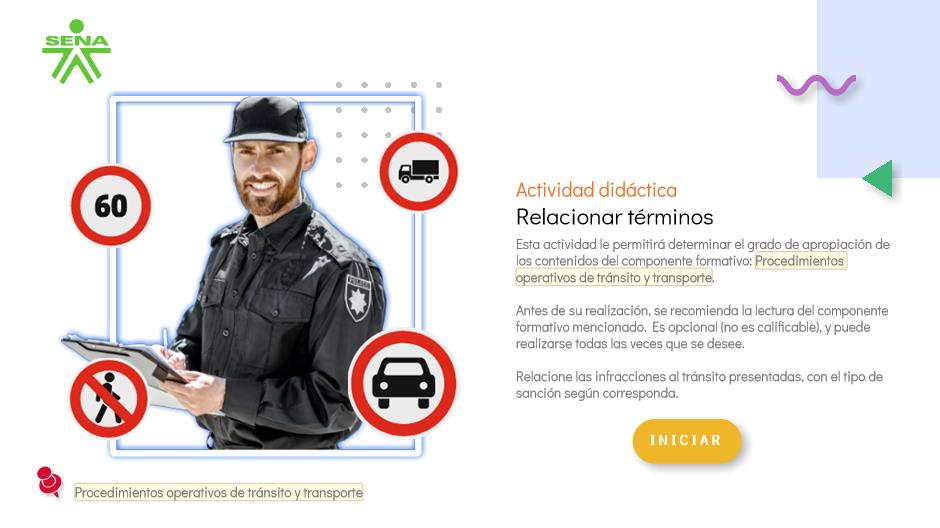 SENA
60
POLICE
Actividad didáctica
Relacionar términos
Esta actividad le permitirá determinar el grado de apropiación de
los contenidos del componente formativo: Procedimientos
operativos de tránsito y transporte.
Antes de su realización, se recomienda la lectura del componente
formativo mencionado. Es opcional (no es calificable), y puede
realizarse todas las veces que se desee.
Relacione las infracciones al tránsito presentadas, con el tipo de
sanción según corresponda.
INICIAR
Procedimientos operativos de tránsito y transporte